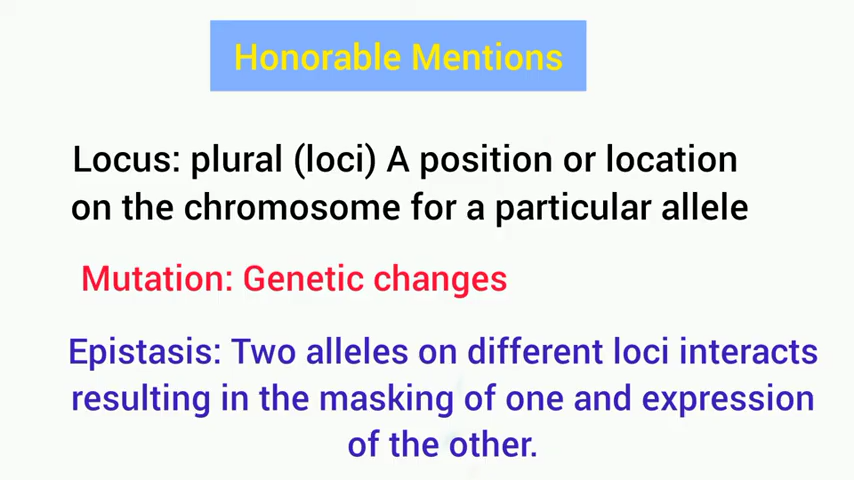 Honorable Mentions
Locus: plural (loci) A position or location
on the chromosome for a particular allele
Mutation: Genetic changes
Epistasis: Two alleles on different loci interacts
resulting in the masking of one and expression
of the other.